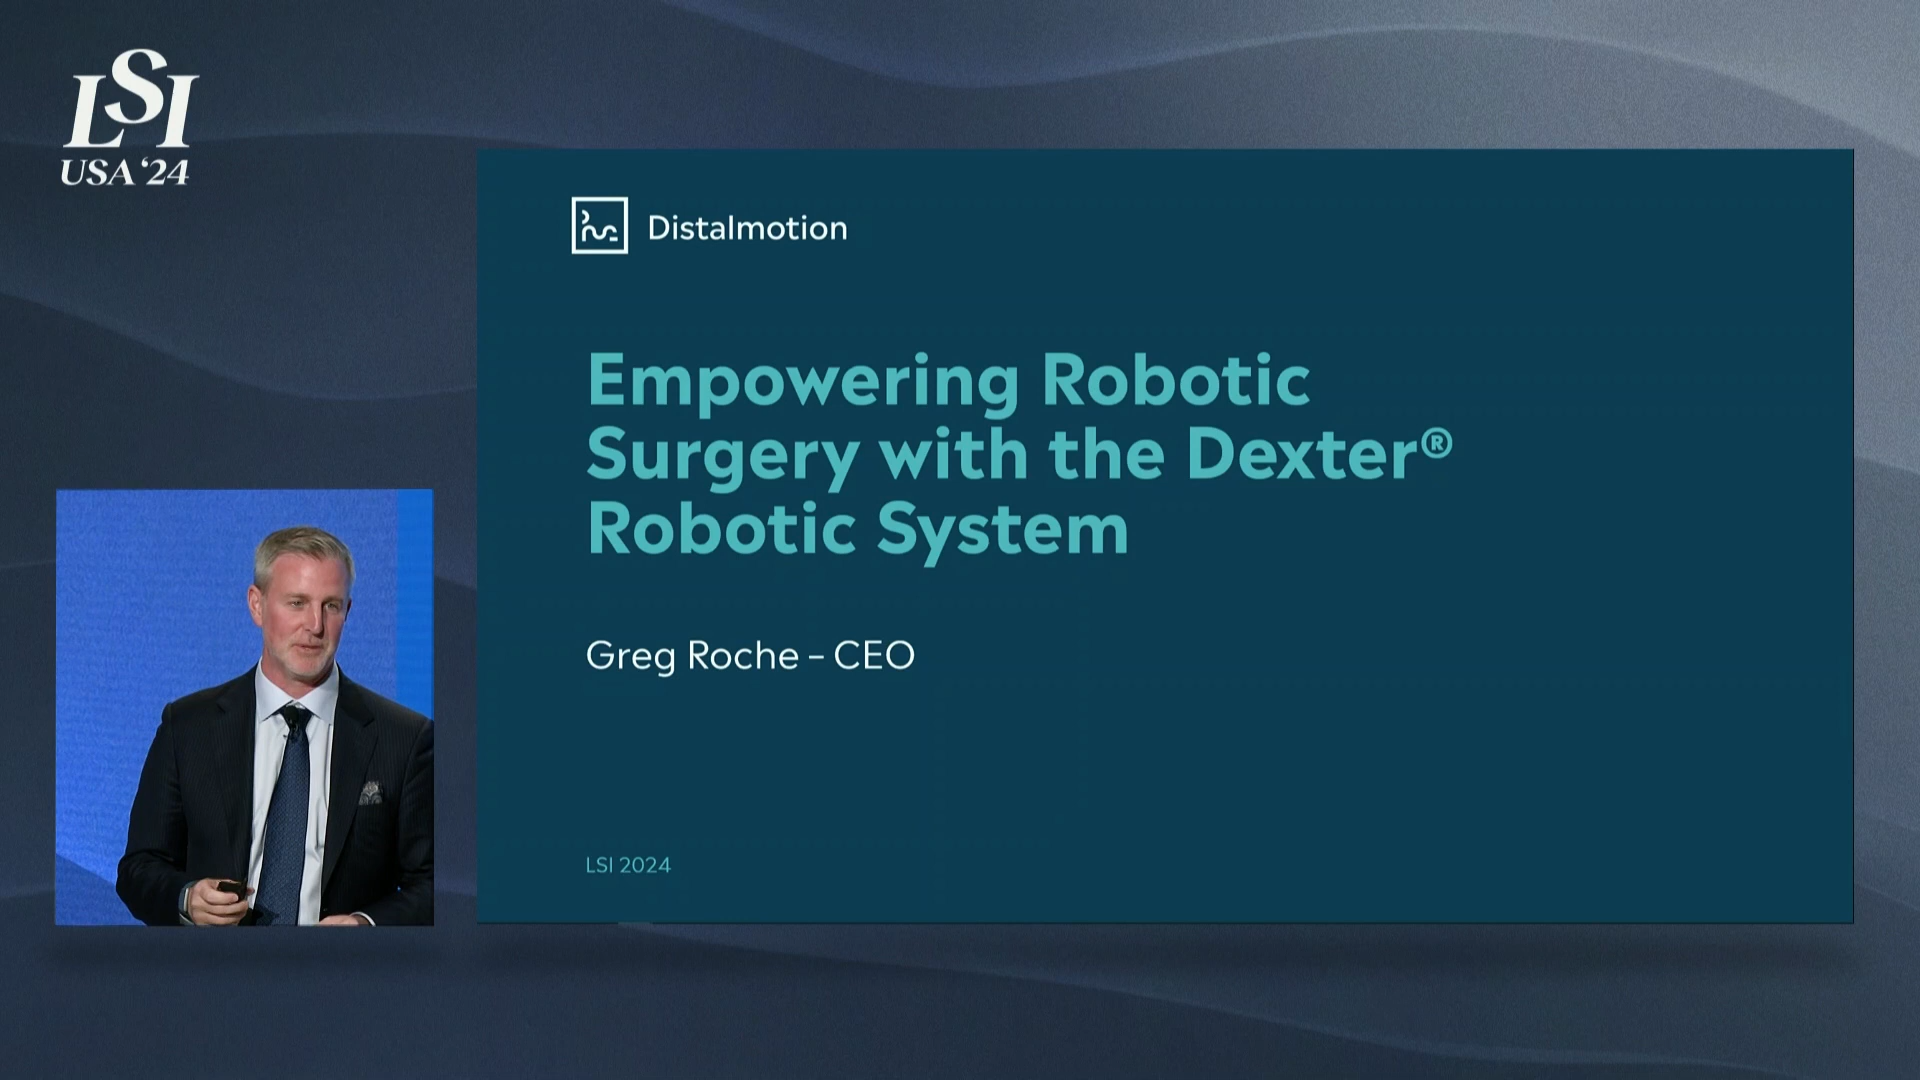 LSI
USA '24
Distalmotion
Empowering Robotic
Surgery with the Dexter®
Robotic System
Greg Roche – CEO
LSI 2024